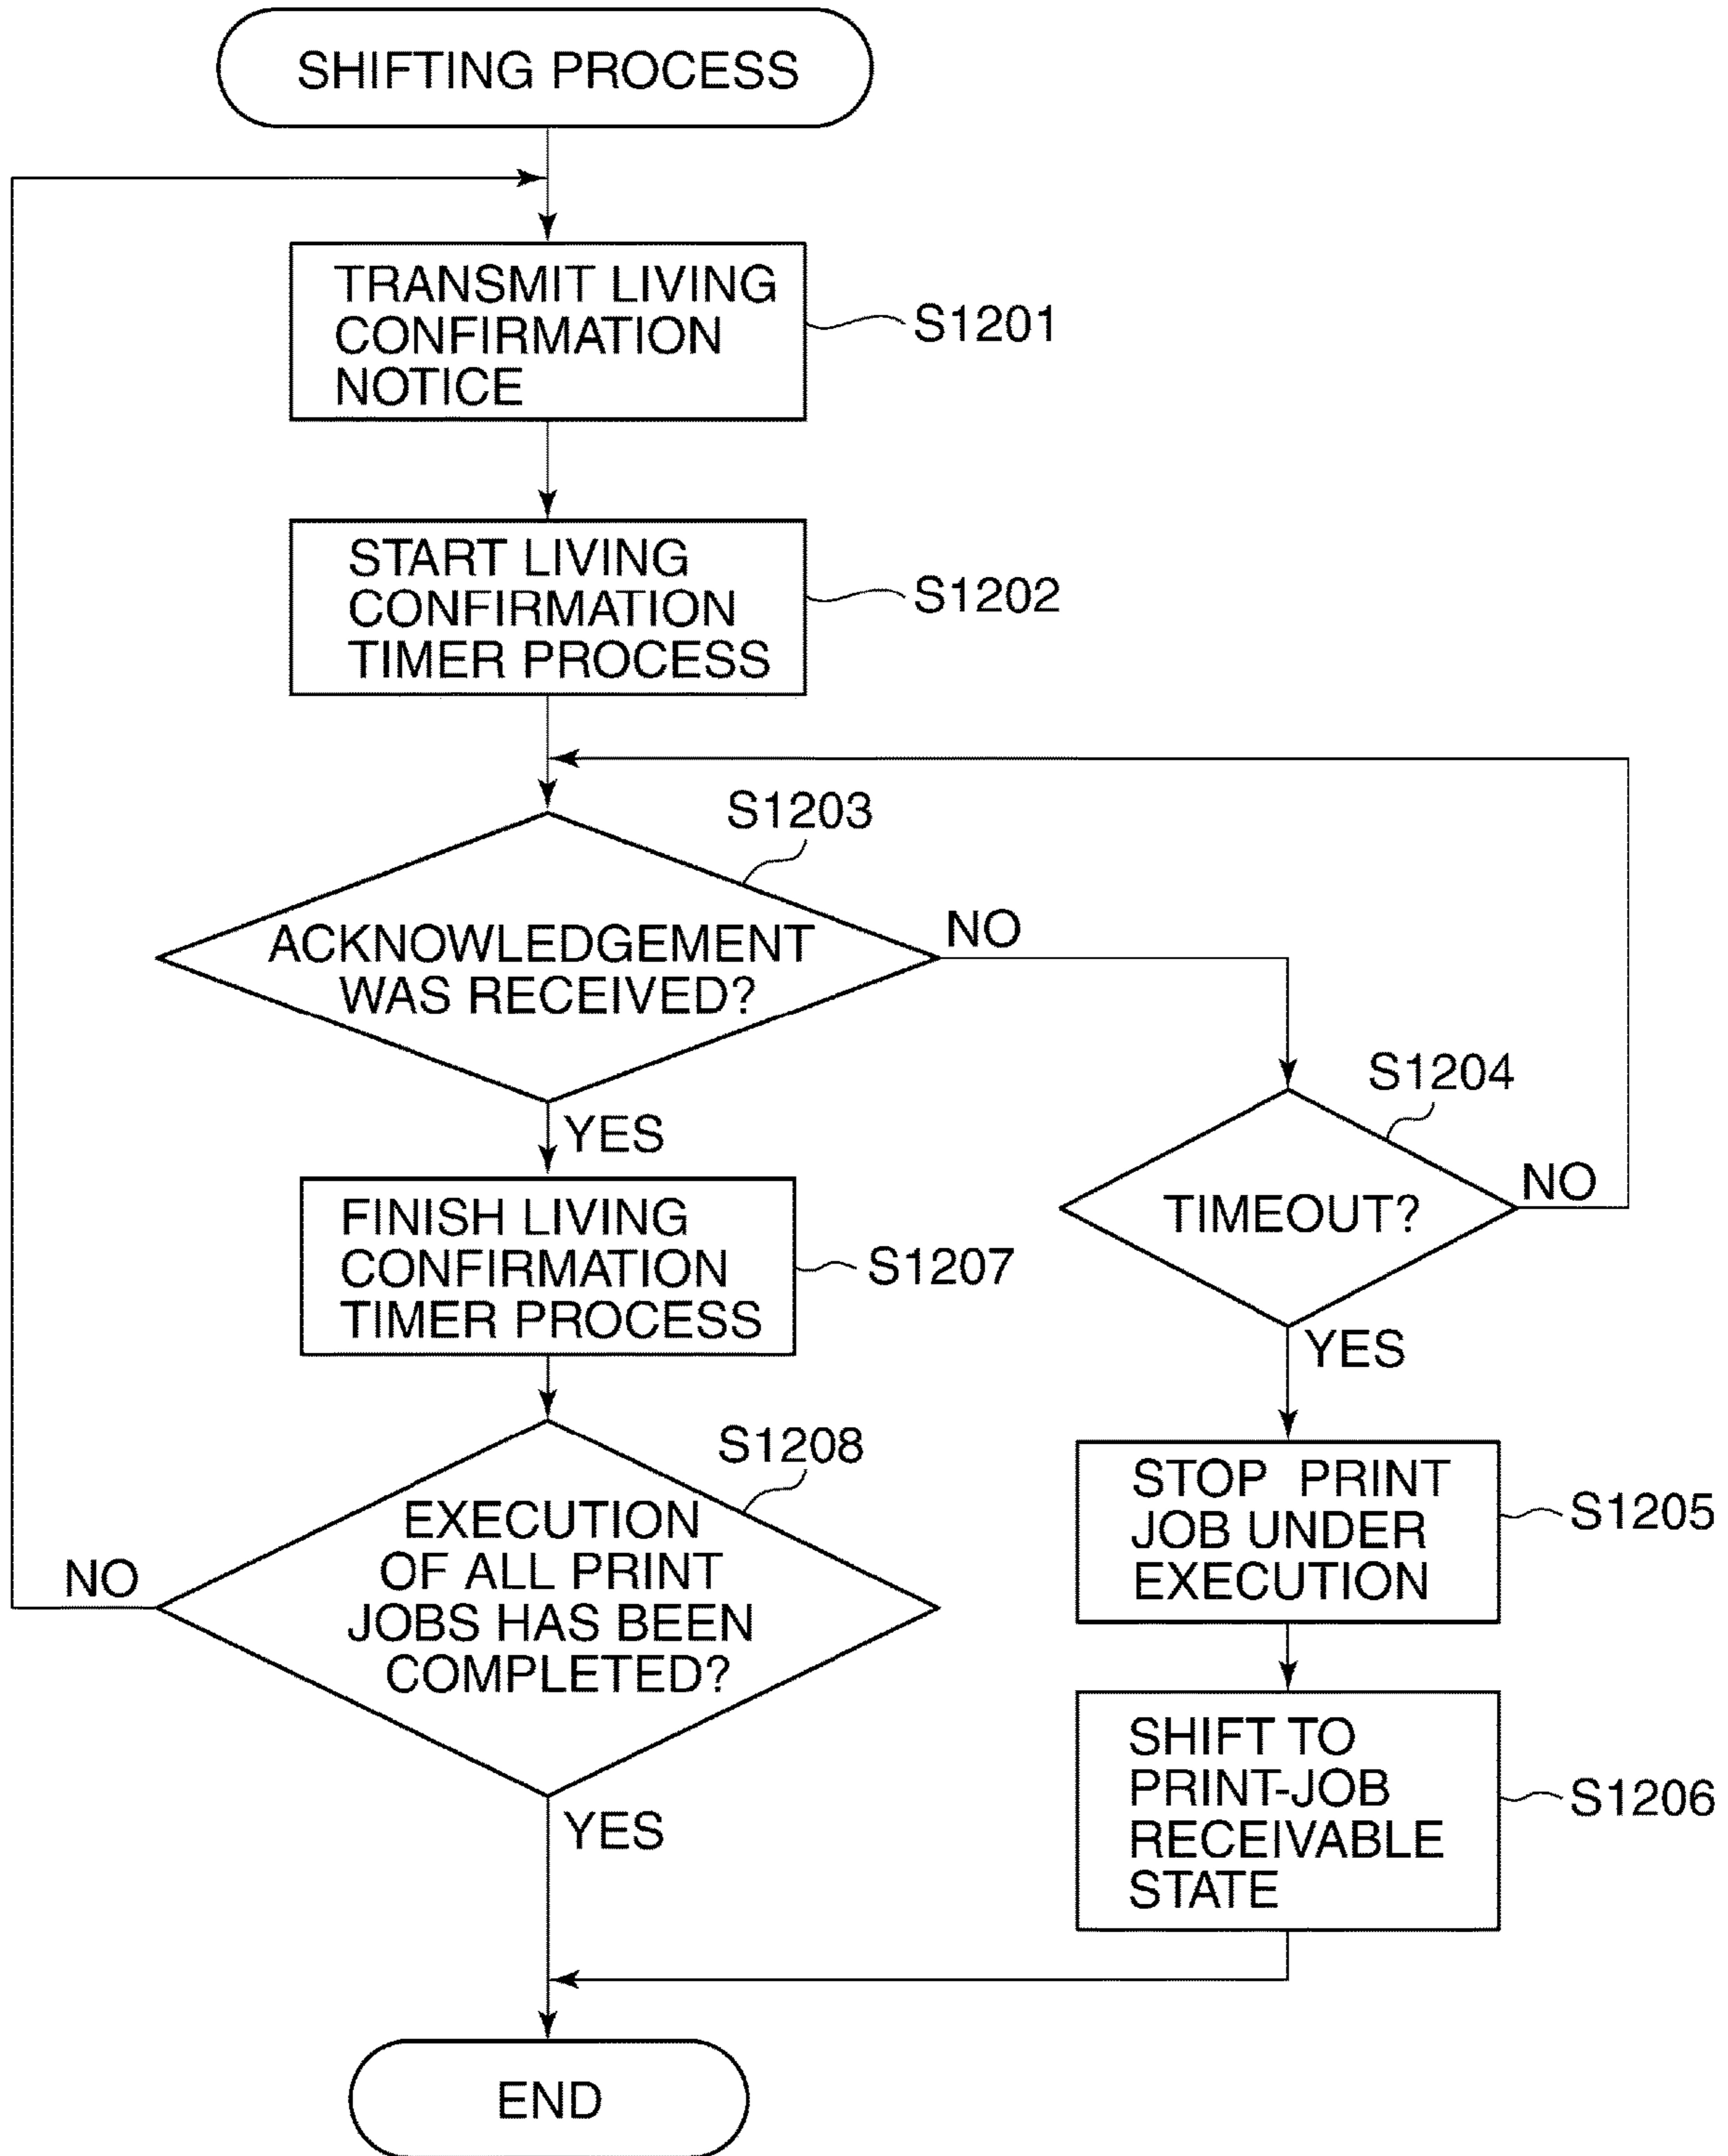 SHIFTING PROCESS
TRANSMIT LIVING
CONFIRMATION
NOTICE
S1201
START LIVING
CONFIRMATION
TIMER PROCESS
S1202
S1203
ACKNOWLEDGEMENT
WAS RECEIVED?
NO
YES
S1204
TIMEOUT?
NO
YES
FINISH LIVING
CONFIRMATION
TIMER PROCESS
S1207
S1208
EXECUTION
OF ALL PRINT
JOBS HAS BEEN
COMPLETED?
NO
YES
STOP PRINT
JOB UNDER
EXECUTION
S1205
SHIFT TO
PRINT-JOB
RECEIVABLE
STATE
S1206
END